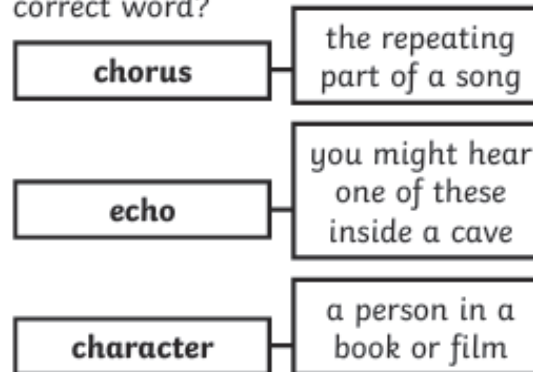 correct word?
chorus
the repeating
part of a song
echo
you might hear
one of these
inside a cave
character
a person in a
book or film